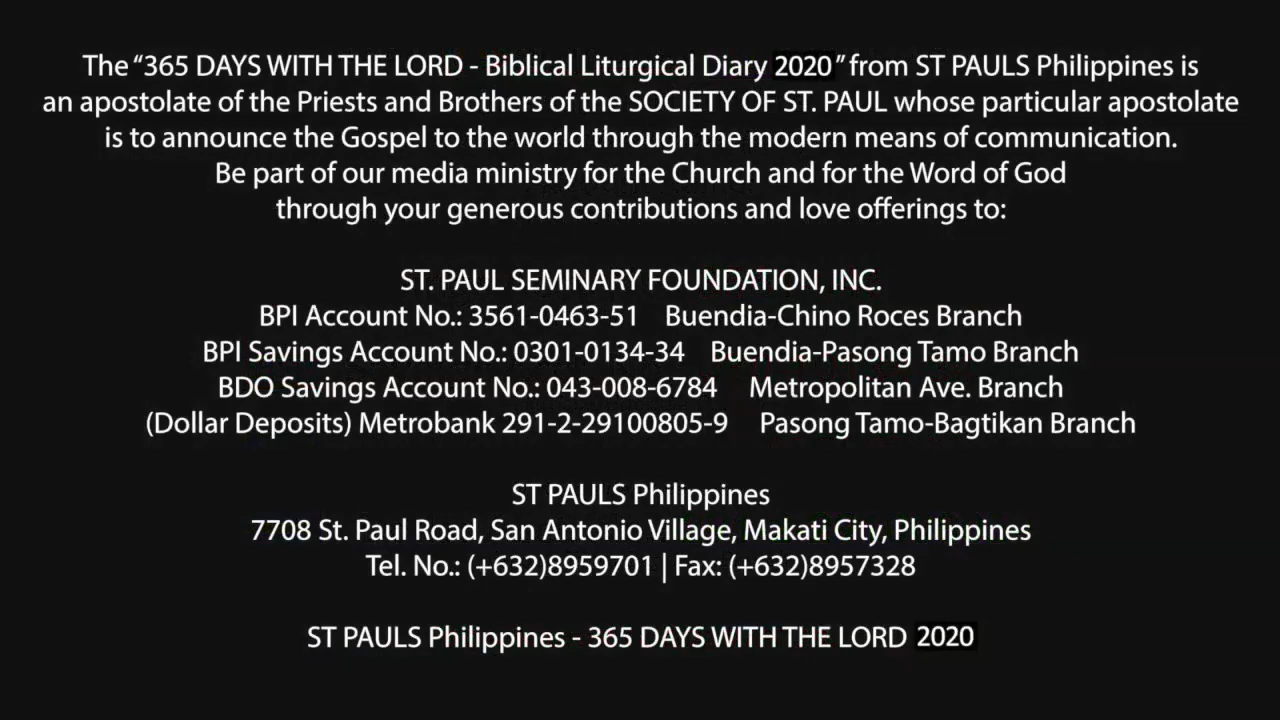 The “365 DAYS WITH THE LORD - Biblical Liturgical Diary 2020” from ST PAULS Philippines is
an apostolate of the Priests and Brothers of the SOCIETY OF ST. PAUL whose particular apostolate
is to announce the Gospel to the world through the modern means of communication.
Be part of our media ministry for the Church and for the Word of God
through your generous contributions and love offerings to:
ST. PAUL SEMINARY FOUNDATION, INC.
BPI Account No.: 3561-0463-51 Buendia-Chino Roces Branch
BPI Savings Account No.: 0301-0134-34 Buendia-Pasong Tamo Branch
BDO Savings Account No.: 043-008-6784 Metropolitan Ave. Branch
(Dollar Deposits) Metrobank 291-2-29100805-9 Pasong Tamo-Bagtikan Branch
ST PAULS Philippines
7708 St. Paul Road, San Antonio Village, Makati City, Philippines
Tel. No.: (+632)8959701 | Fax: (+632)8957328
ST PAULS Philippines - 365 DAYS WITH THE LORD 2020